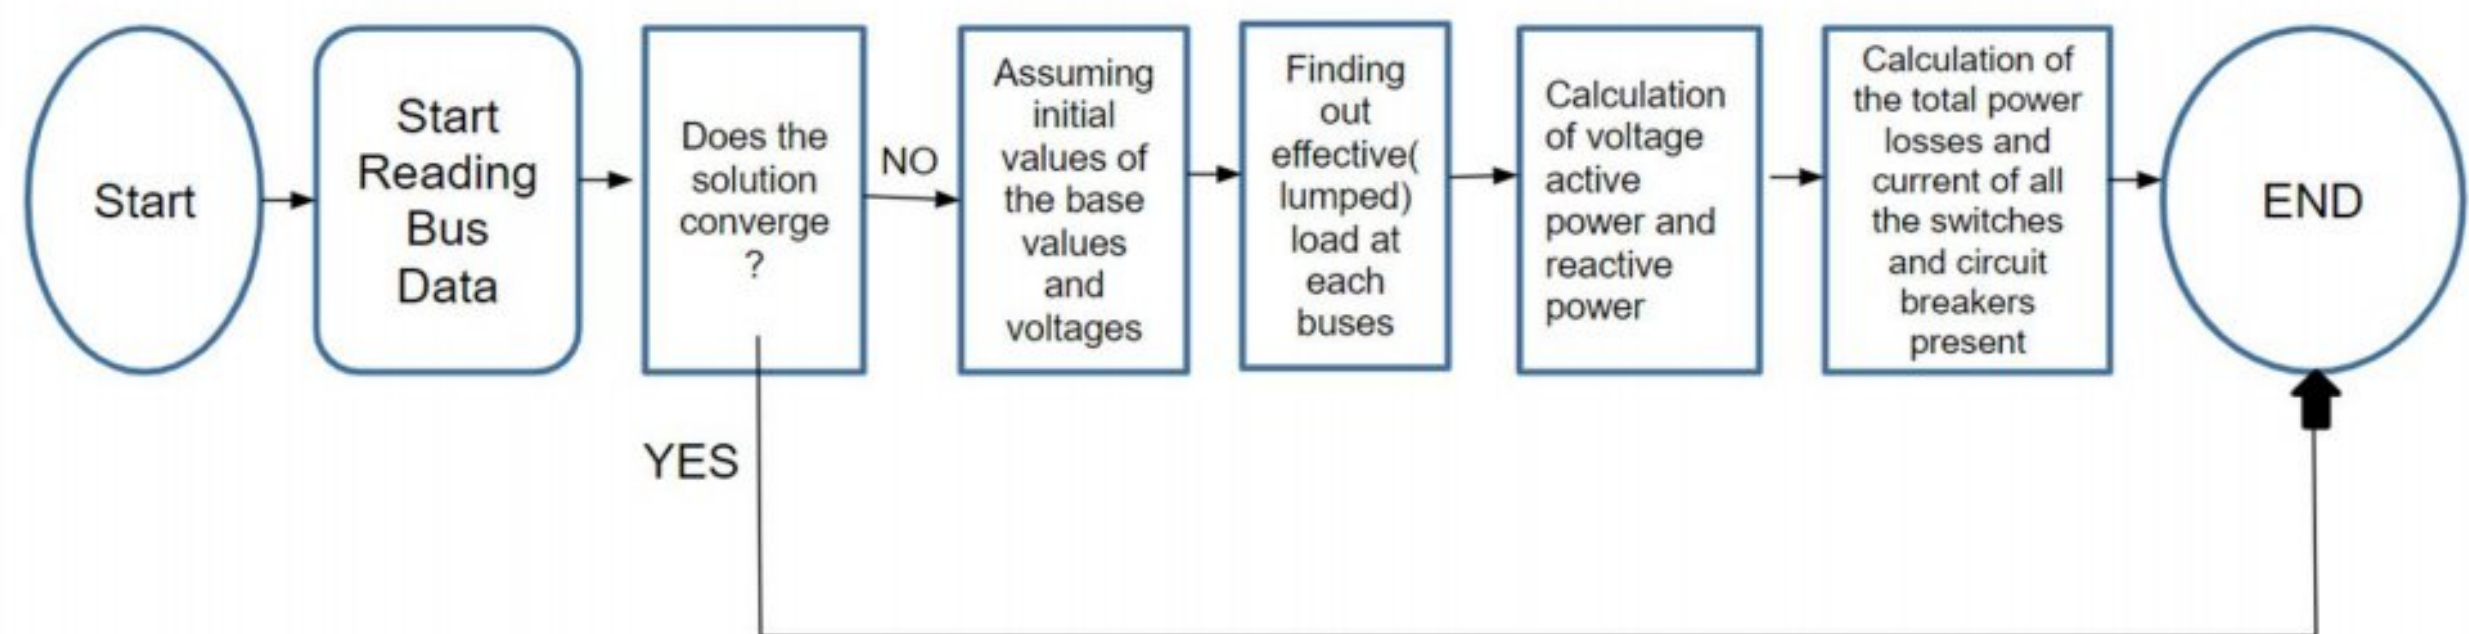 Start
Start
Reading
Bus
Data
Does the
solution
converge
?
NO
YES
Assuming
initial
values of
the base
values
and
voltages
Finding
out
effective(
lumped)
load at
each
buses
Calculation
of voltage
active
power and
reactive
power
Calculation of
the total power
losses and
current of all
the switches
and circuit
breakers
present
END